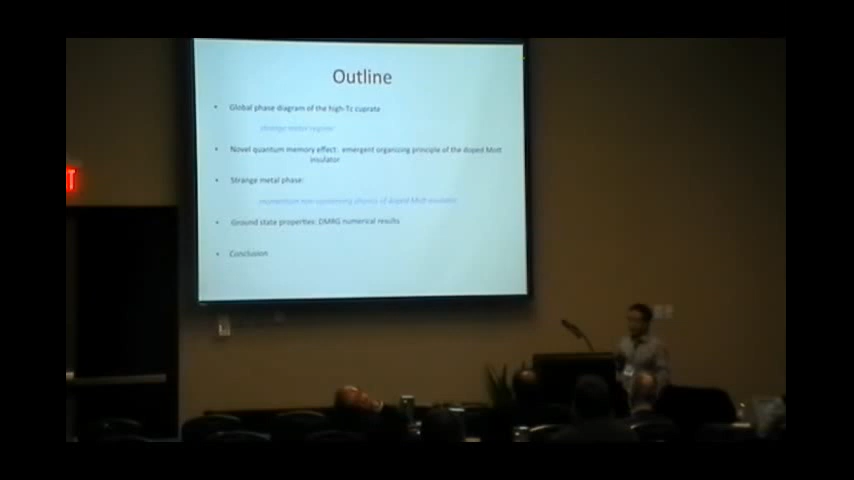 Outline
• Global phase diagram of the high-Tc cuprate
strange metal regime
• Novel quantum memory effect: emergent organizing principle of the doped Mott
insulator
• Strange metal phase:
momentum non-conserving physics of doped Mott insulator
• Ground state properties: DMRG numerical results
• Conclusion
T